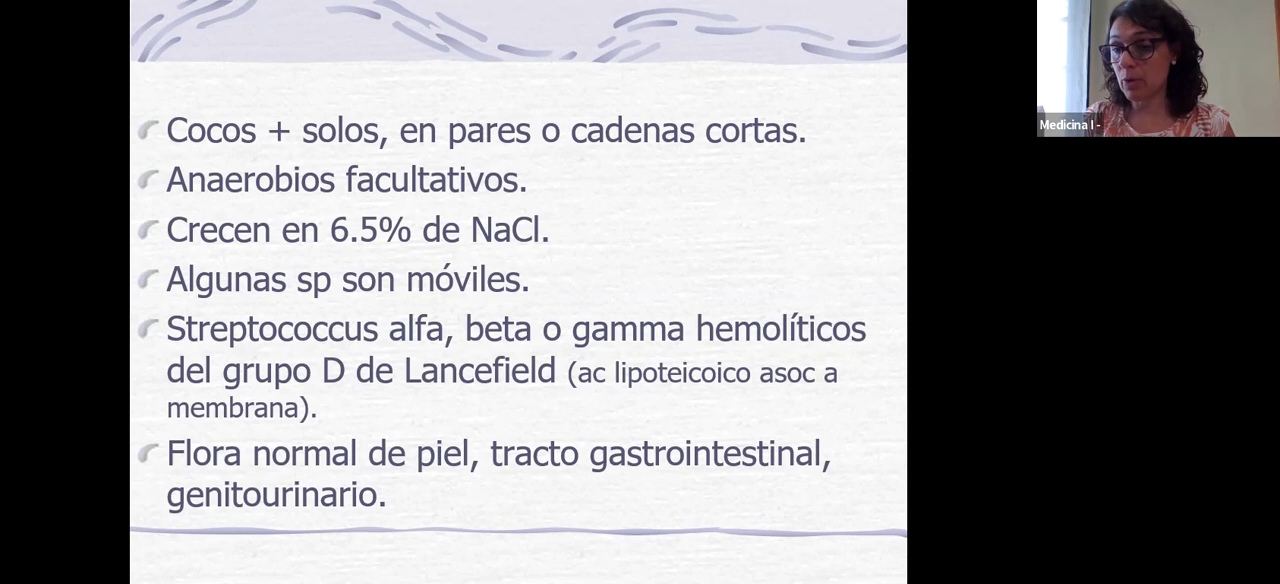 Cocos + solos, en pares o cadenas cortas.
Anaerobios facultativos.
Crecen en 6.5% de NaCl.
Algunas sp son móviles.
Streptococcus alfa, beta o gamma hemolíticos
del grupo D de Lancefield (ac lipoteicoico asoc a
membrana).
Flora normal de piel, tracto gastrointestinal,
genitourinario.
Medicina I -